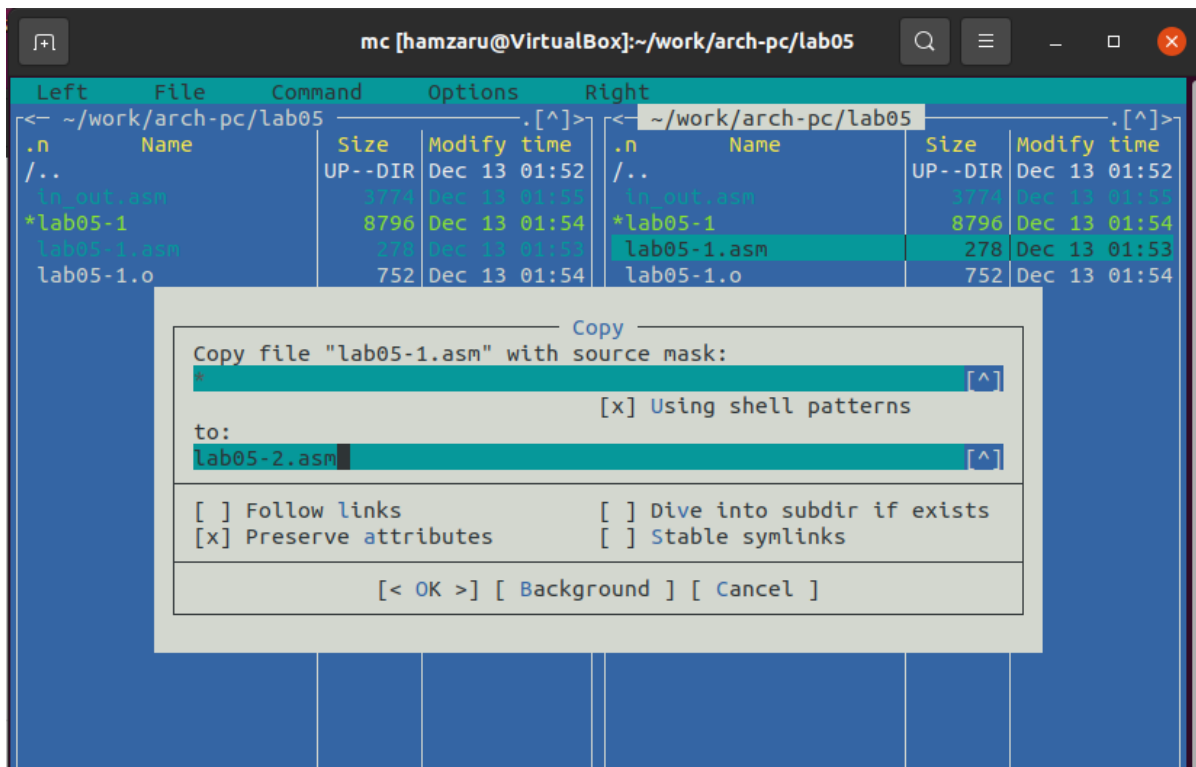 mc [hamzaru@VirtualBox]:~/work/arch-pc/lab05
Left File Command Options Right
<— ~/work/arch-pc/lab05 .[^]> <— ~/work/arch-pc/lab05 .[^]>
.n Name Size Modify time .n Name Size Modify time
/.. UP--DIR Dec 13 01:52 /.. UP--DIR Dec 13 01:52
in_out.asm 3774 Dec 13 01:55 in_out.asm 3774 Dec 13 01:55
*lab05-1 8796 Dec 13 01:54 *lab05-1 8796 Dec 13 01:54
lab05-1.asm 278 Dec 13 01:53 lab05-1.asm 278 Dec 13 01:53
lab05-1.o 752 Dec 13 01:54 lab05-1.o 752 Dec 13 01:54
Copy
Copy file "lab05-1.asm" with source mask:
* [^]
[x] Using shell patterns
to:
lab05-2.asm [^]
[ ] Follow links [ ] Dive into subdir if exists
[x] Preserve attributes [ ] Stable symlinks
[< OK >] [ Background ] [ Cancel ]